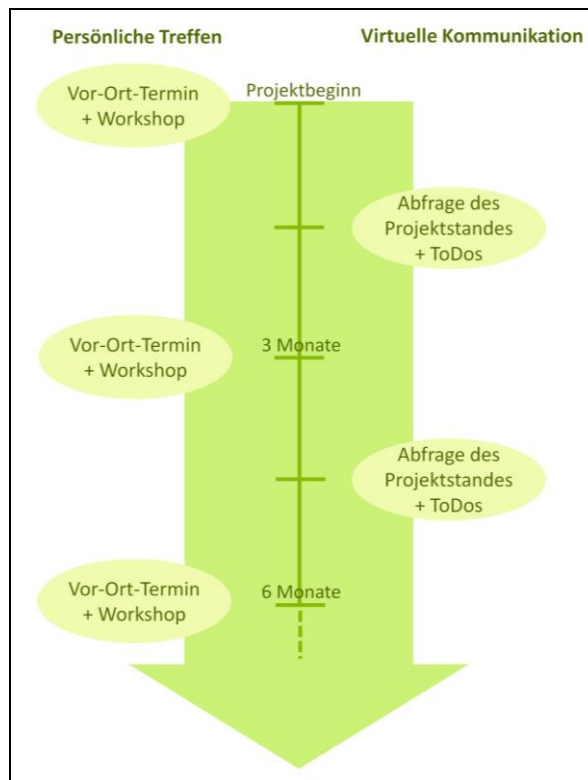 Persönliche Treffen
Virtuelle Kommunikation
Vor-Ort-Termin
+ Workshop
Projektbeginn
Abfrage des
Projektstandes
+ ToDos
Vor-Ort-Termin
+ Workshop
3 Monate
Abfrage des
Projektstandes
+ ToDos
Vor-Ort-Termin
+ Workshop
6 Monate